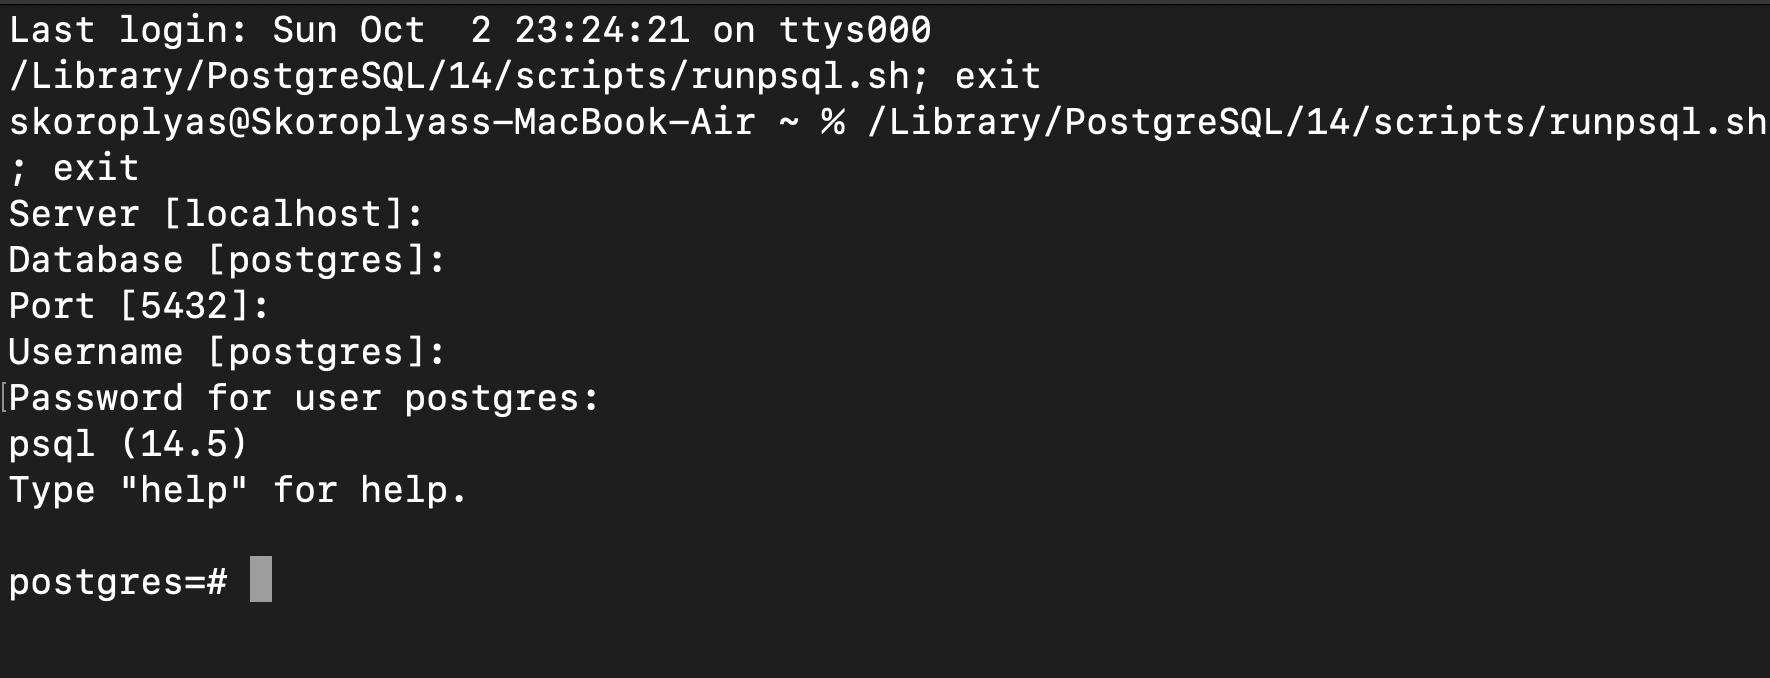 Last login: Sun Oct  2 23:24:21 on ttys000
/Library/PostgreSQL/14/scripts/runpsql.sh; exit
skoroplyas@Skoroplyass-MacBook-Air ~ % /Library/PostgreSQL/14/scripts/runpsql.sh
; exit
Server [localhost]:
Database [postgres]:
Port [5432]:
Username [postgres]:
[Password for user postgres:
psql (14.5)
Type "help" for help.

postgres=#